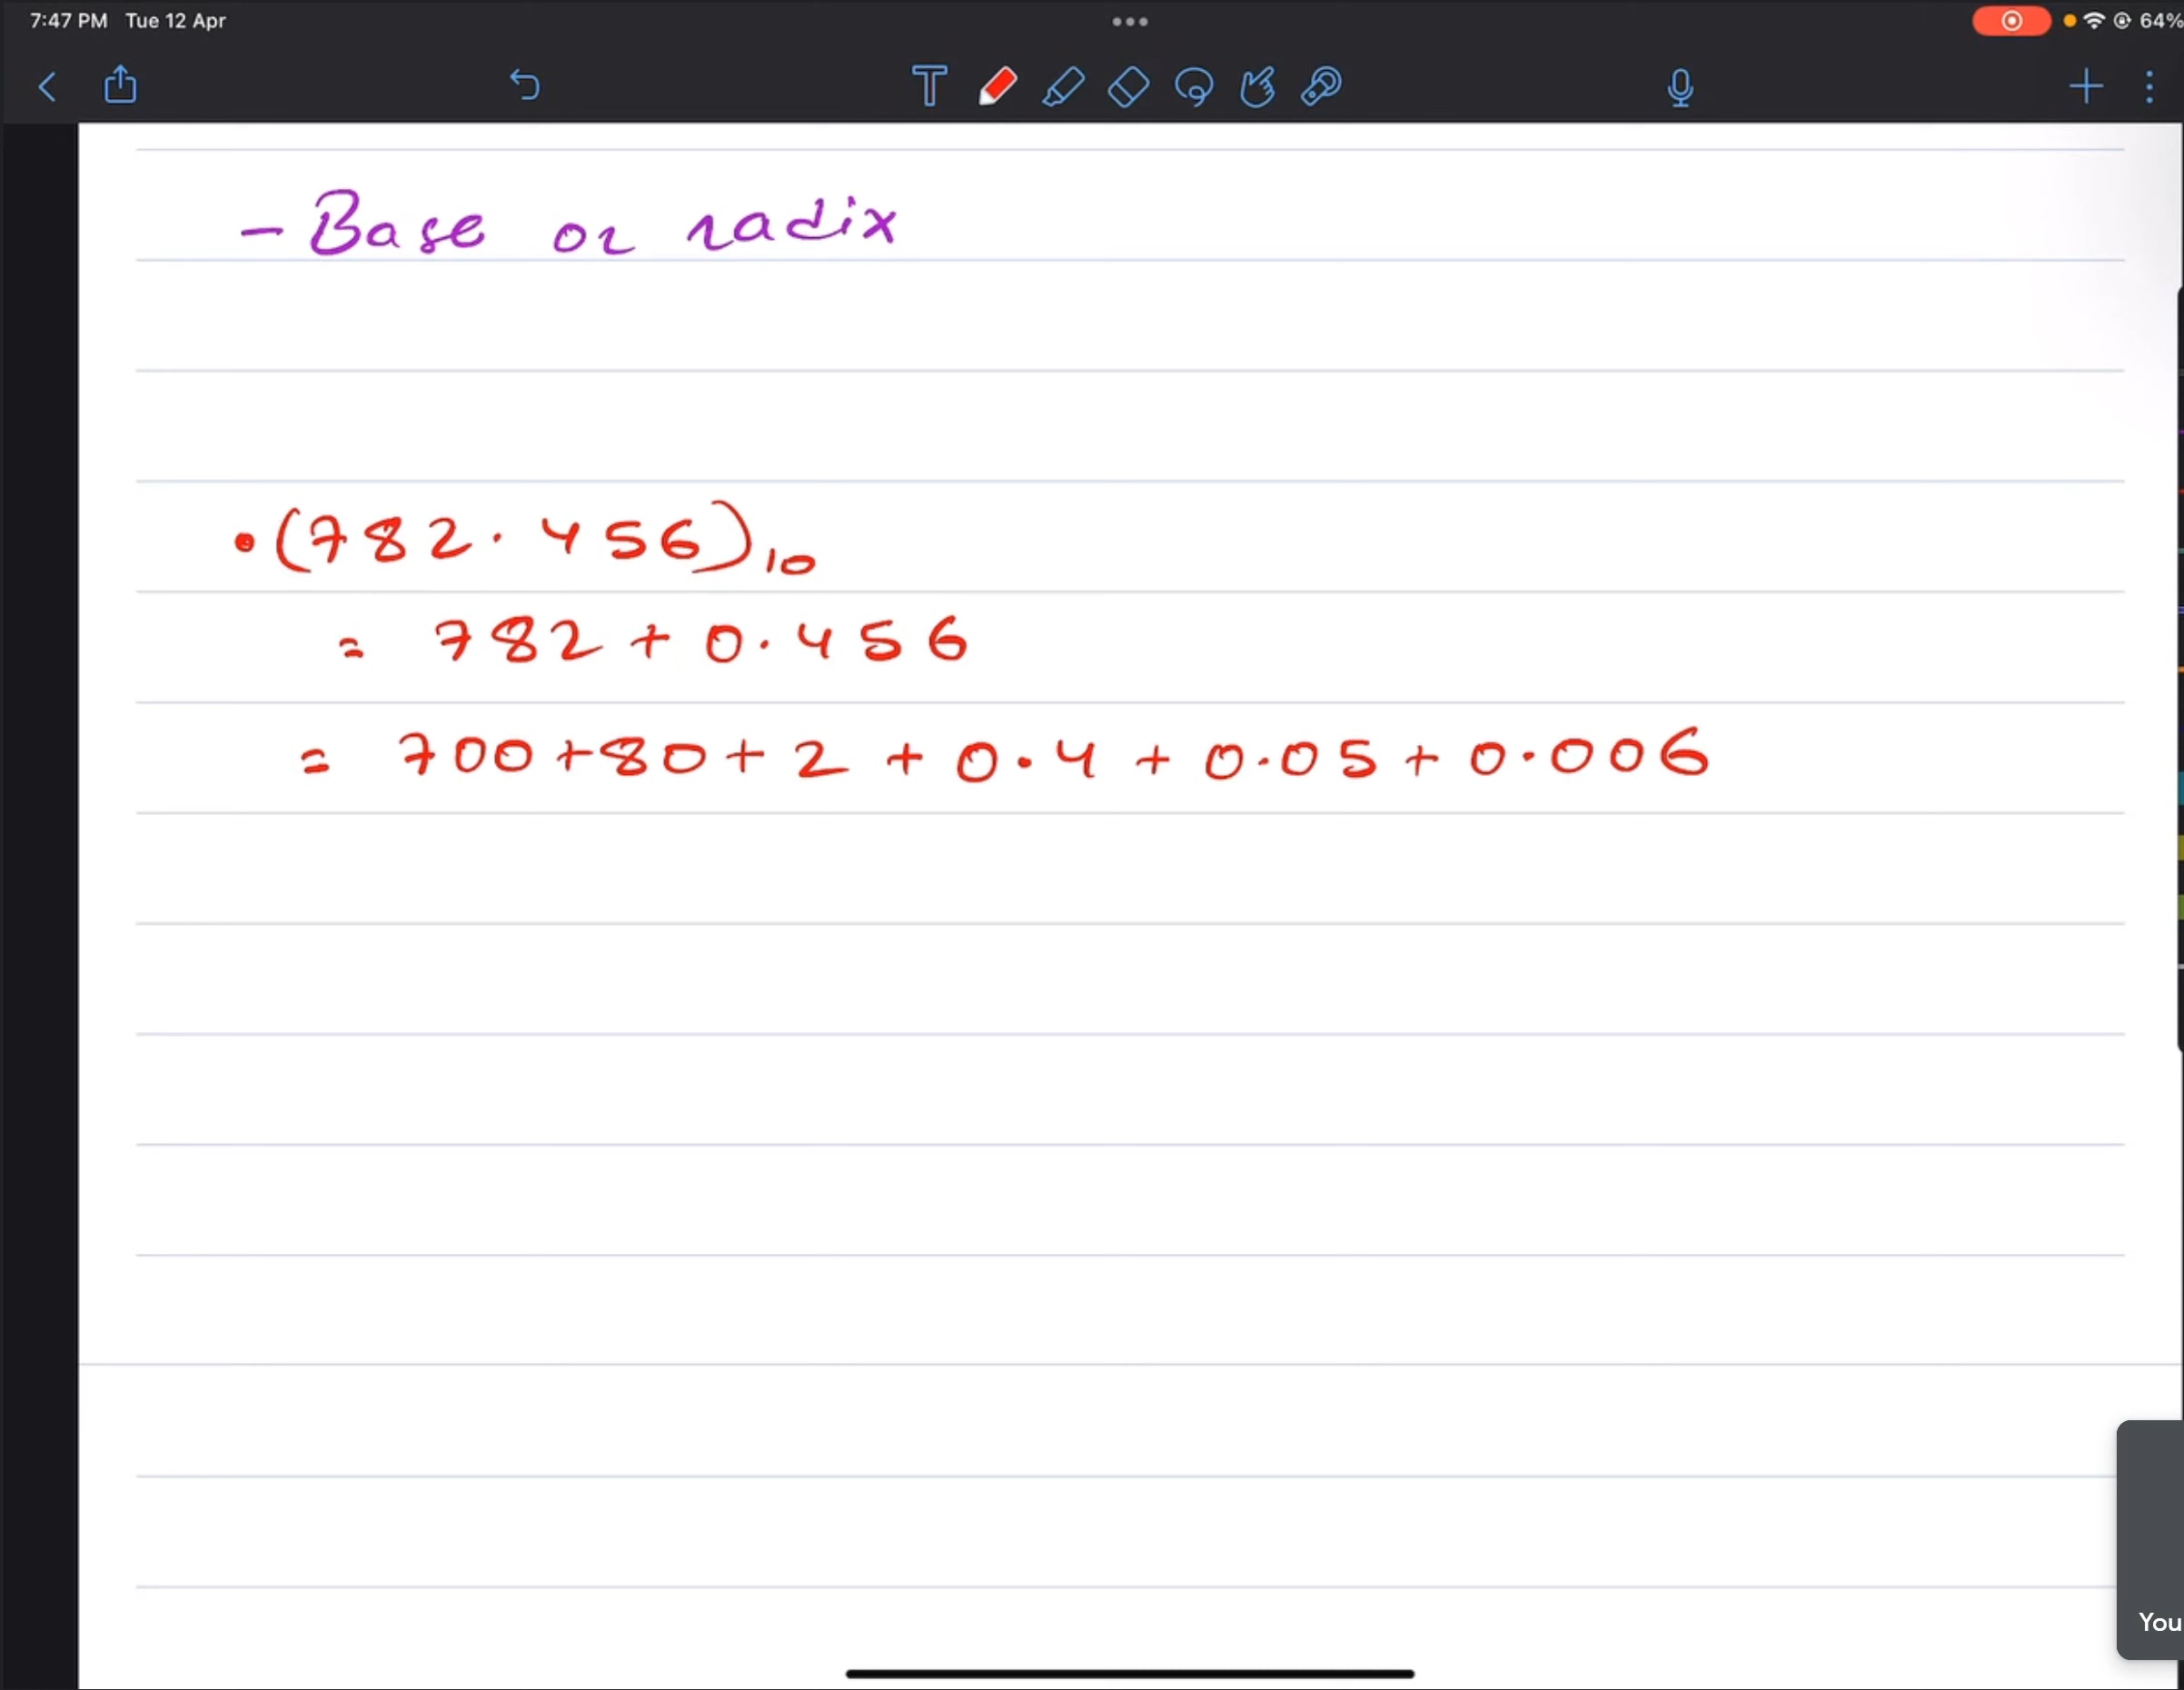 7:47 PM Tue 12 Apr 64%
T
- Base or radix
• (782.456)10
= 782 + 0.456
= 700 + 80 + 2 + 0.4 + 0.05 + 0.006
You